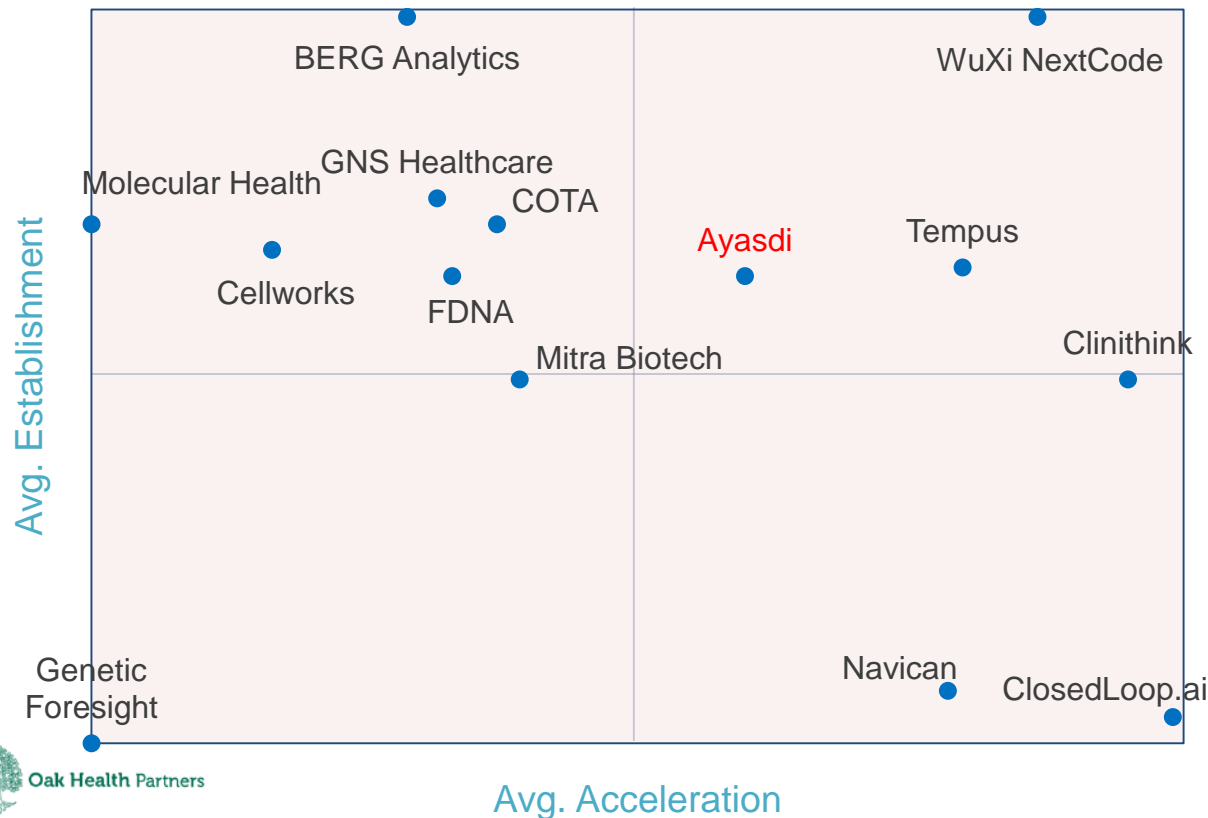 BERG Analytics
WuXi NextCode
GNS Healthcare
Molecular Health
COTA
Ayasdi
Tempus
Cellworks
FDNA
Mitra Biotech
Clinithink
Avg. Establishment
Navican
ClosedLoop.ai
Genetic
Foresight
Oak Health Partners
Avg. Acceleration